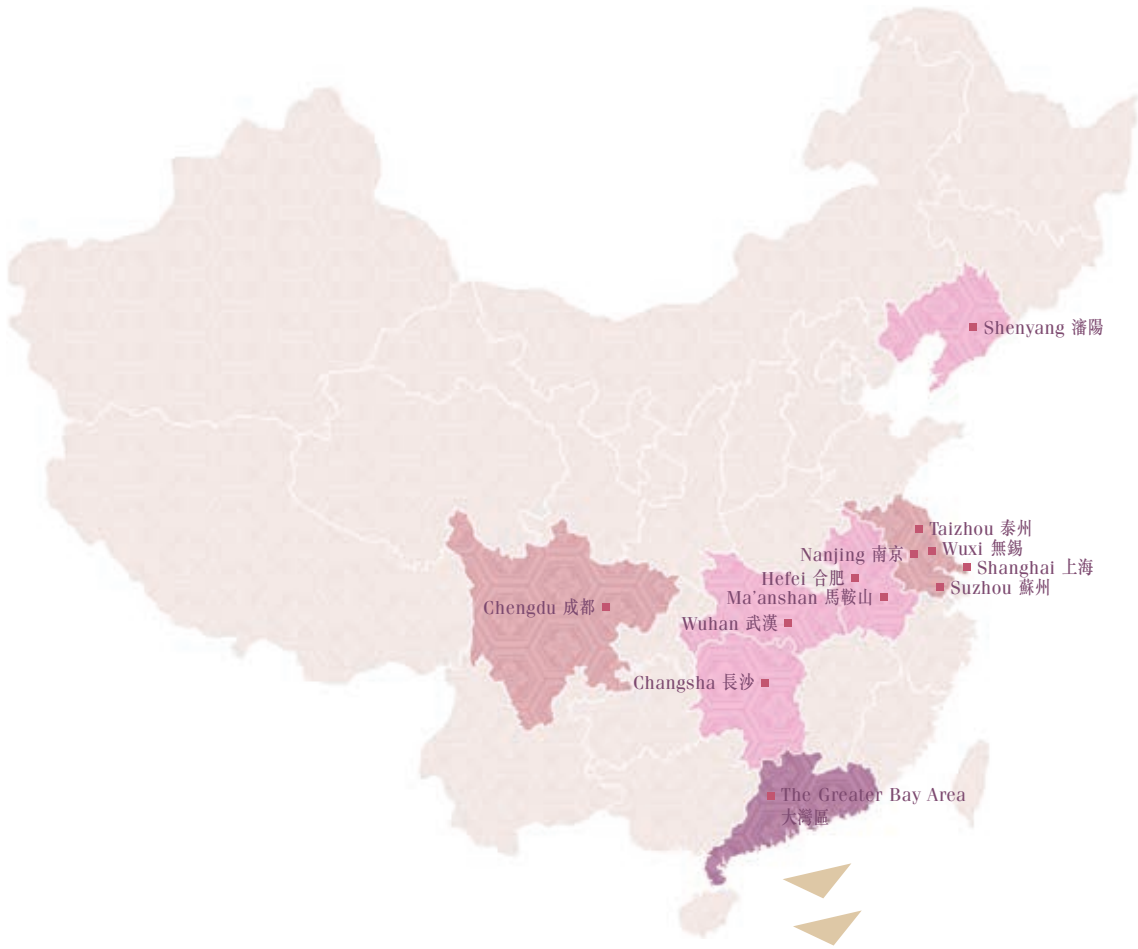 Shenyang 瀋陽
Taizhou 泰州
Wuxi 無錫
Nanjing 南京
Shanghai 上海
Hefei 合肥
Suzhou 蘇州
Ma'anshan 馬鞍山
Chengdu 成都
Wuhan 武漢
Changsha 長沙
The Greater Bay Area
大灣區